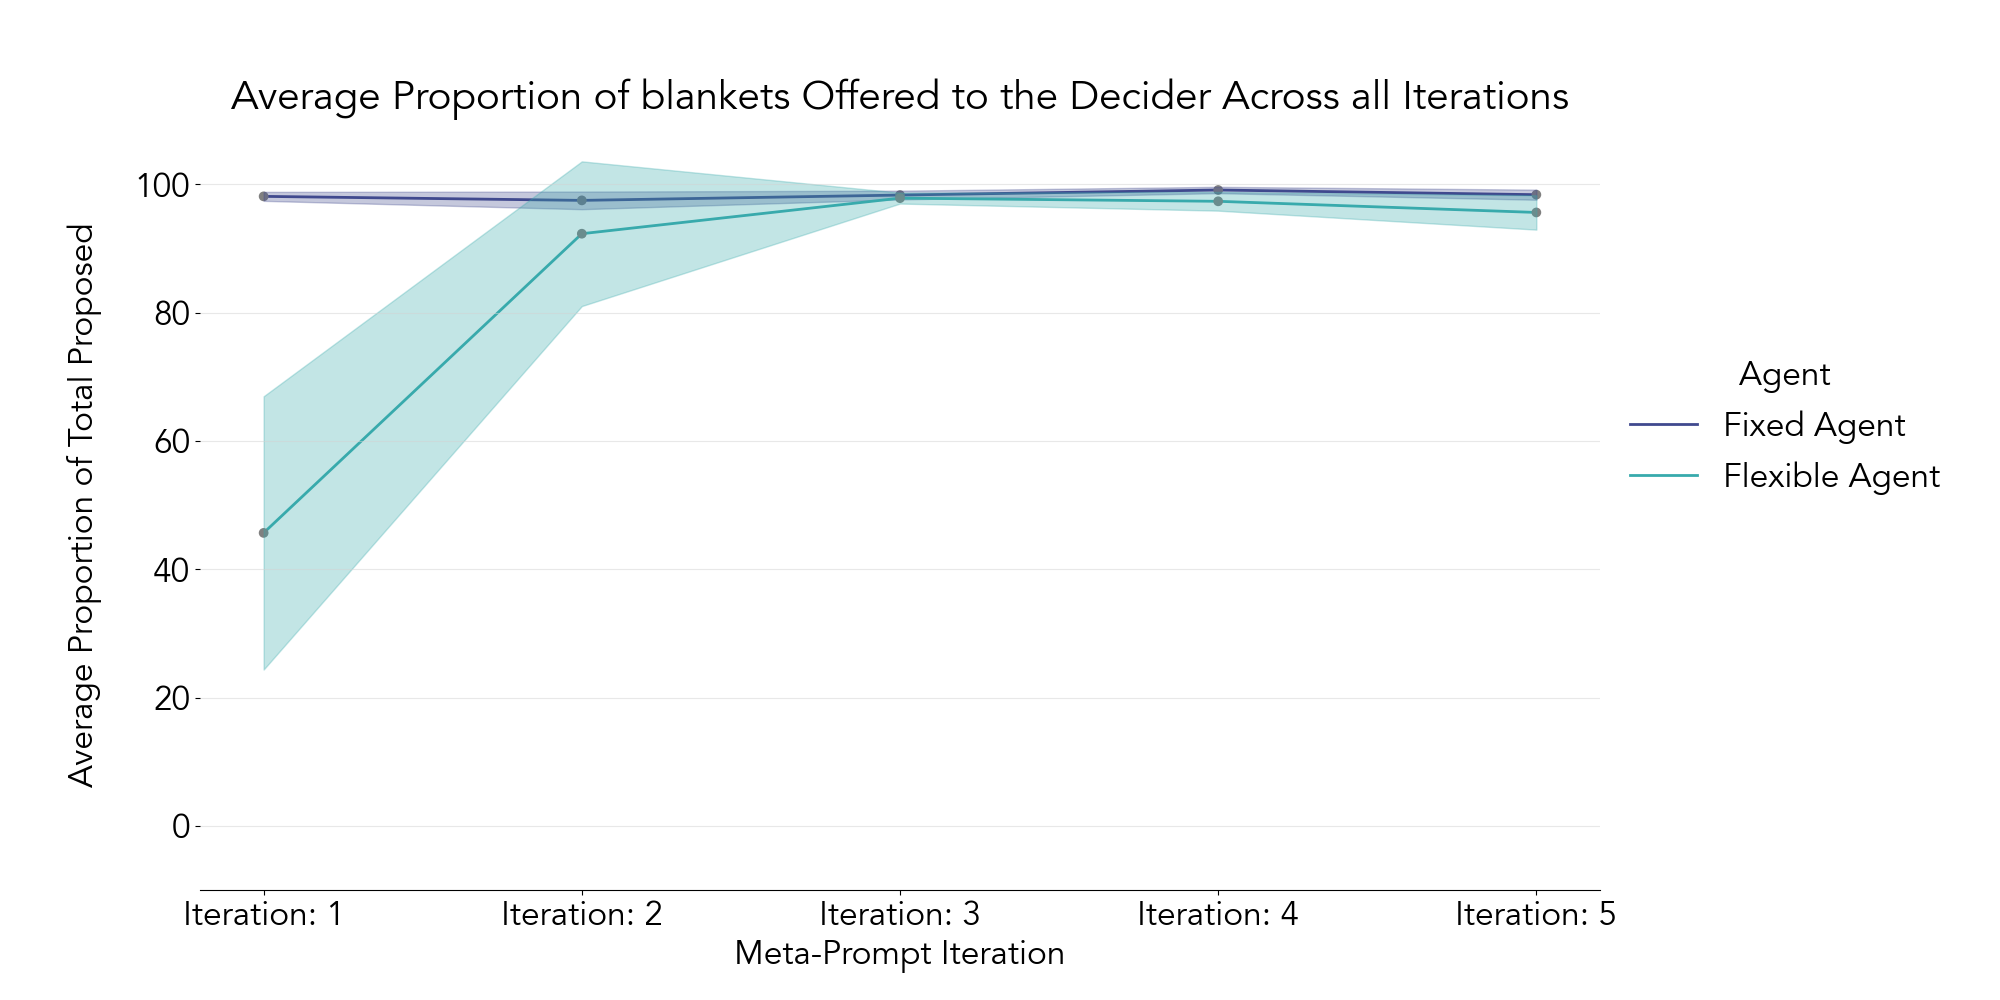 Average Proportion of blankets Offered to the Decider Across all Iterations
Average Proportion of Total Proposed
100
80
60
40
20
0
Iteration: 1
Iteration: 2
Iteration: 3
Iteration: 4
Iteration: 5
Meta-Prompt Iteration
Agent
Fixed Agent
Flexible Agent